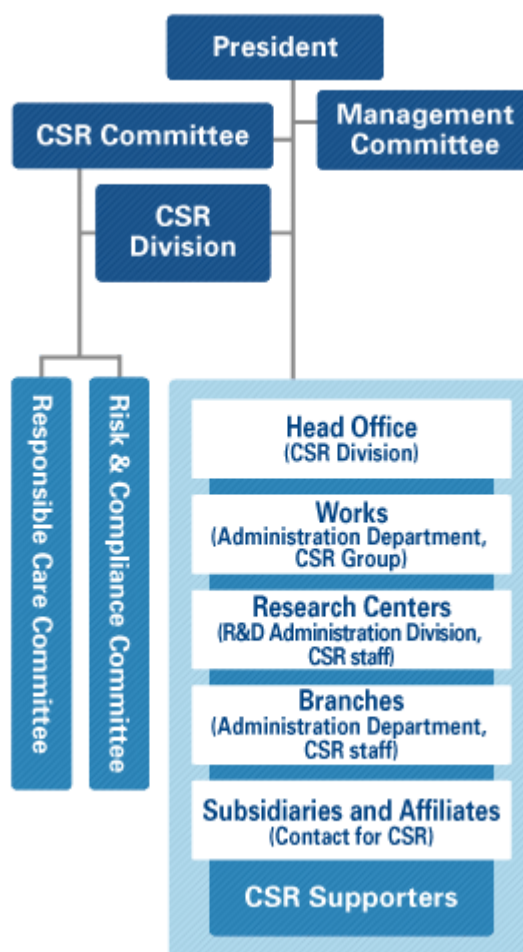 President
CSR Committee
Management
Committee
CSR
Division
Responsible Care Committee
Risk & Compliance Committee
Head Office
(CSR Division)
Works
(Administration Department,
CSR Group)
Research Centers
(R&D Administration Division,
CSR staff)
Branches
(Administration Department,
CSR staff)
Subsidiaries and Affiliates
(Contact for CSR)
CSR Supporters